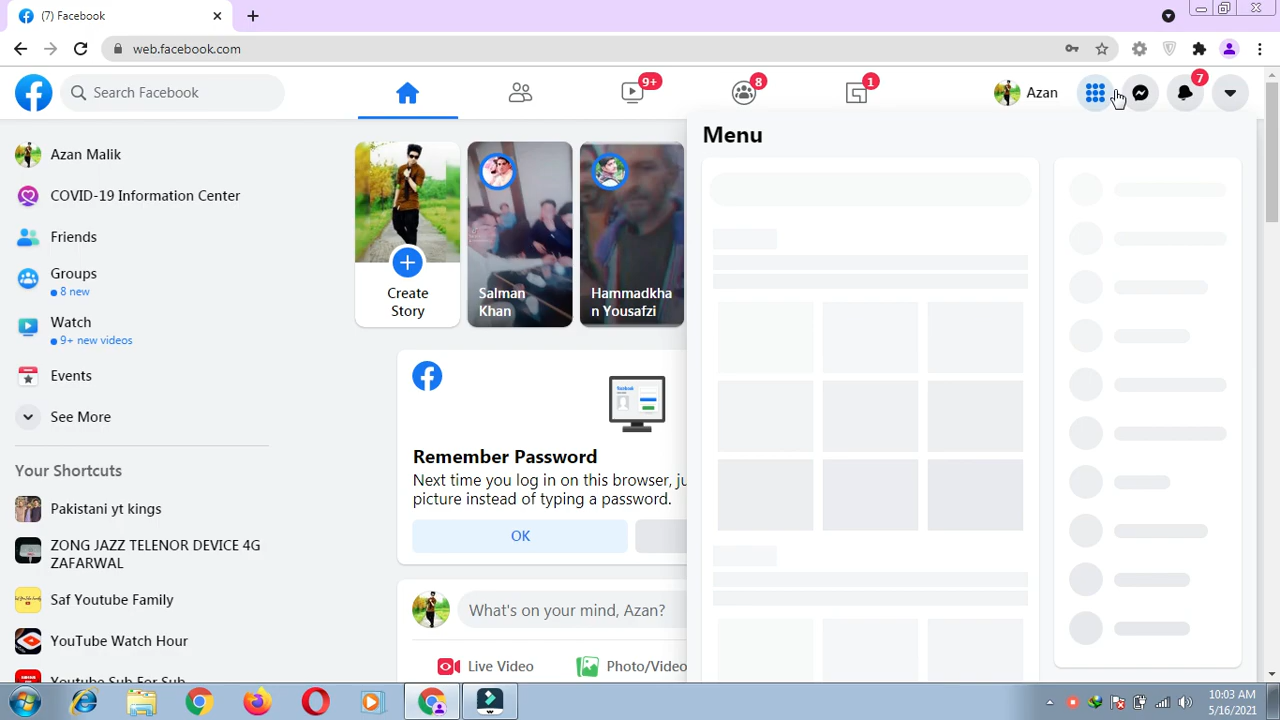 (7) Facebook
web.facebook.com
Search Facebook
9+
8
1
Azan
7
Menu
Azan Malik
COVID-19 Information Center
Friends
Groups
8 new
Watch
9+ new videos
Events
See More
Your Shortcuts
Pakistani yt kings
ZONG JAZZ TELENOR DEVICE 4G
ZAFARWAL
Saf Youtube Family
YouTube Watch Hour
Youtube Sub For Sub
Create
Story
Salman
Khan
Hammadkha
n Yousafzi
Remember Password
Next time you log in on this browser, ju
picture instead of typing a password.
OK
What's on your mind, Azan?
Live Video
Photo/Video
10:03 AM
5/16/2021